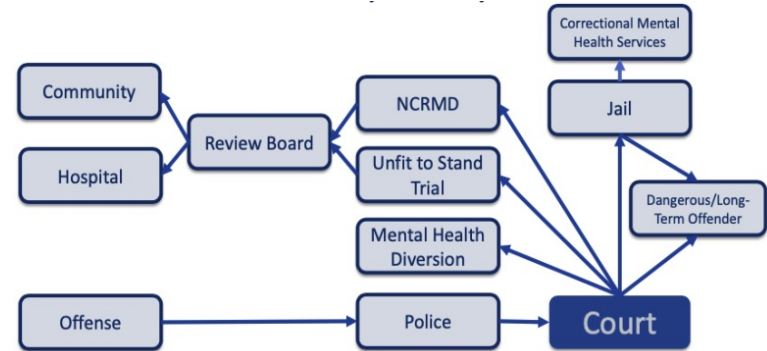 Correctional Mental
Health Services
Community
NCRMD
Jail
Review Board
Hospital
Unfit to Stand
Trial
Dangerous/Long-
Term Offender
Mental Health
Diversion
Offense
Police
Court